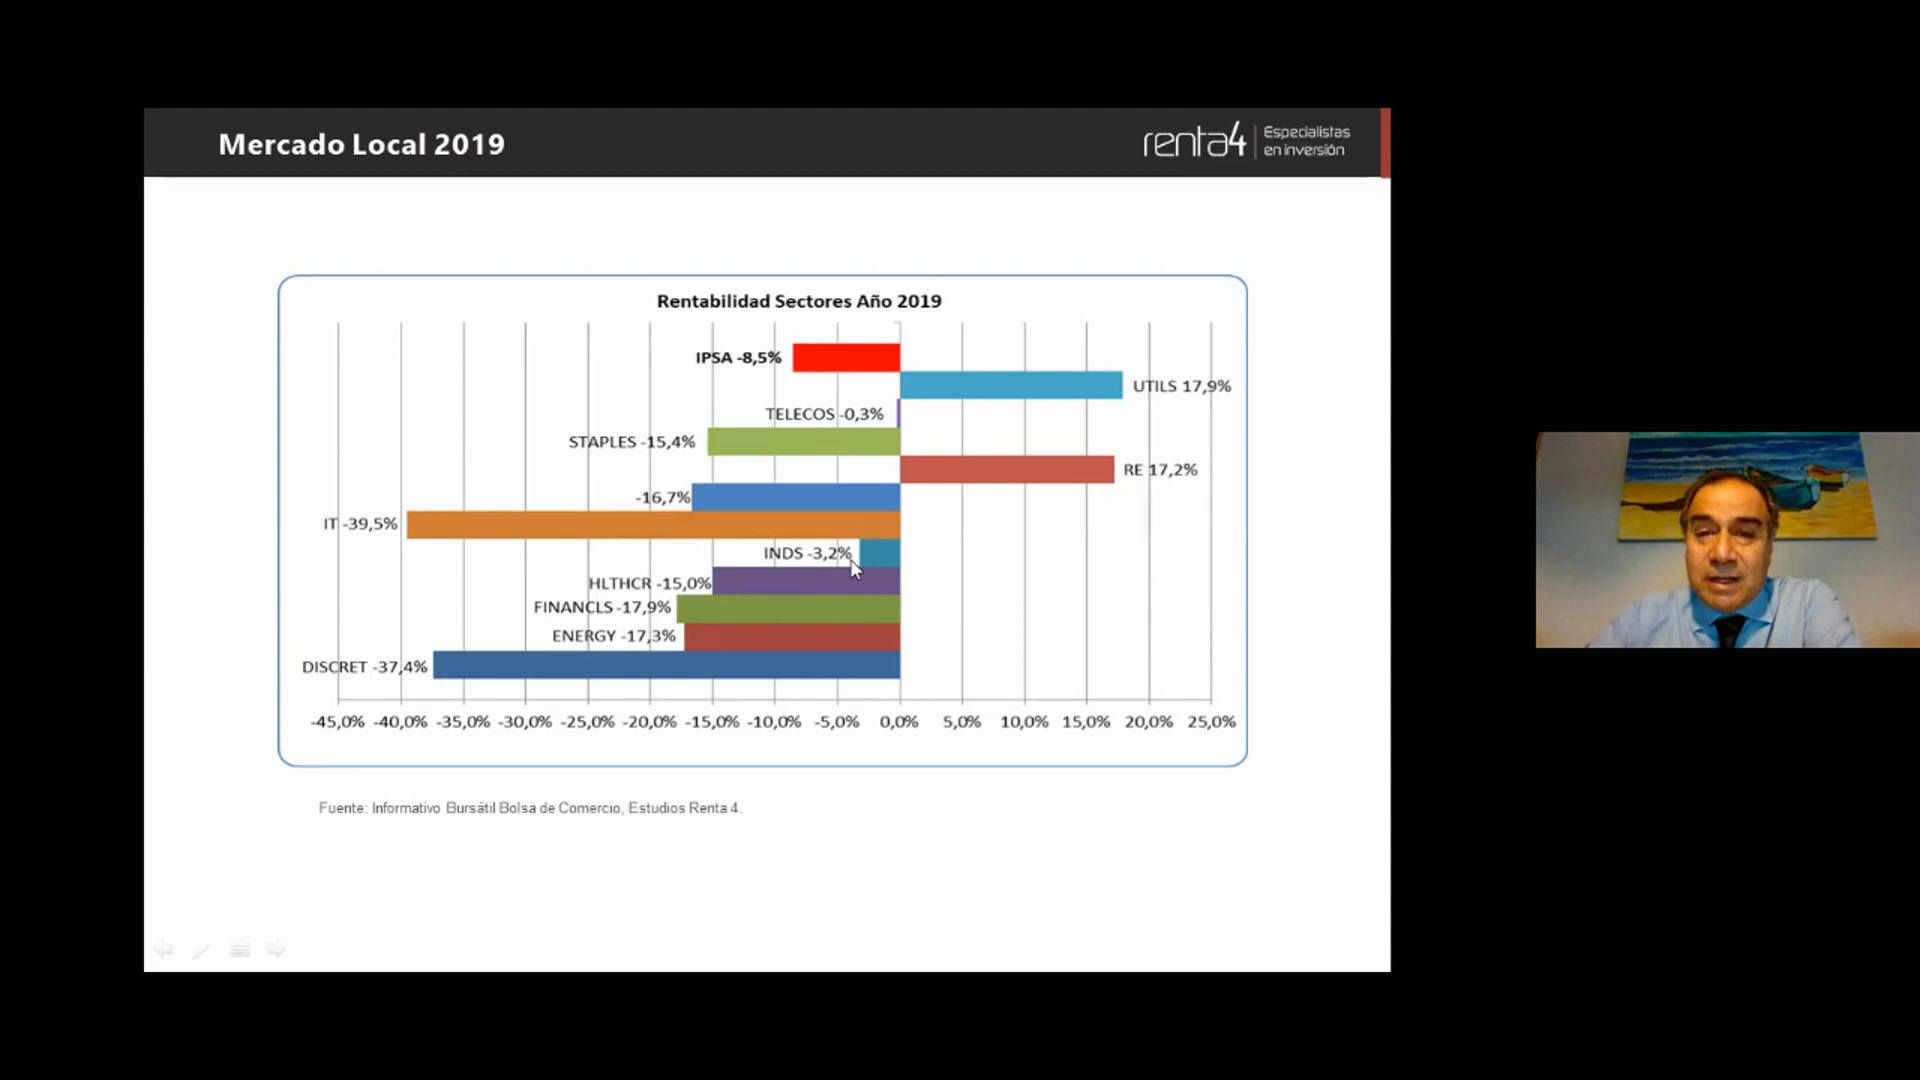 Mercado Local 2019
renta4
Especialistas
en inversión
Rentabilidad Sectores Año 2019
IPSA -8,5%
UTILS 17,9%
TELECOS -0,3%
STAPLES -15,4%
RE 17,2%
-16,7%
IT -39,5%
INDS -3,2%
HLTHCR -15,0%
FINANCLS -17,9%
ENERGY -17,3%
DISCRET -37,4%
-45,0% -40,0% -35,0% -30,0% -25,0% -20,0% -15,0% -10,0% -5,0% 0,0% 5,0% 10,0% 15,0% 20,0% 25,0%
Fuente: Informativo Bursátil Bolsa de Comercio, Estudios Renta 4.